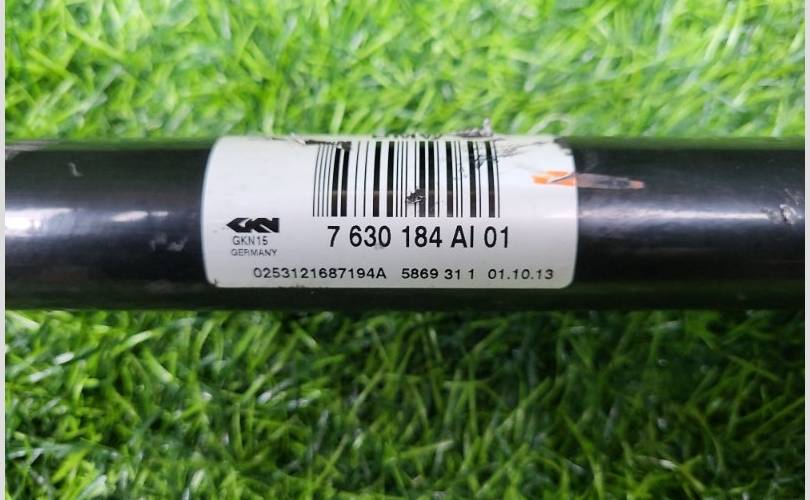 GKN
GKN15
GERMANY
7 630 184 AI 01
0253121687194A 5869 31 1 01.10.13